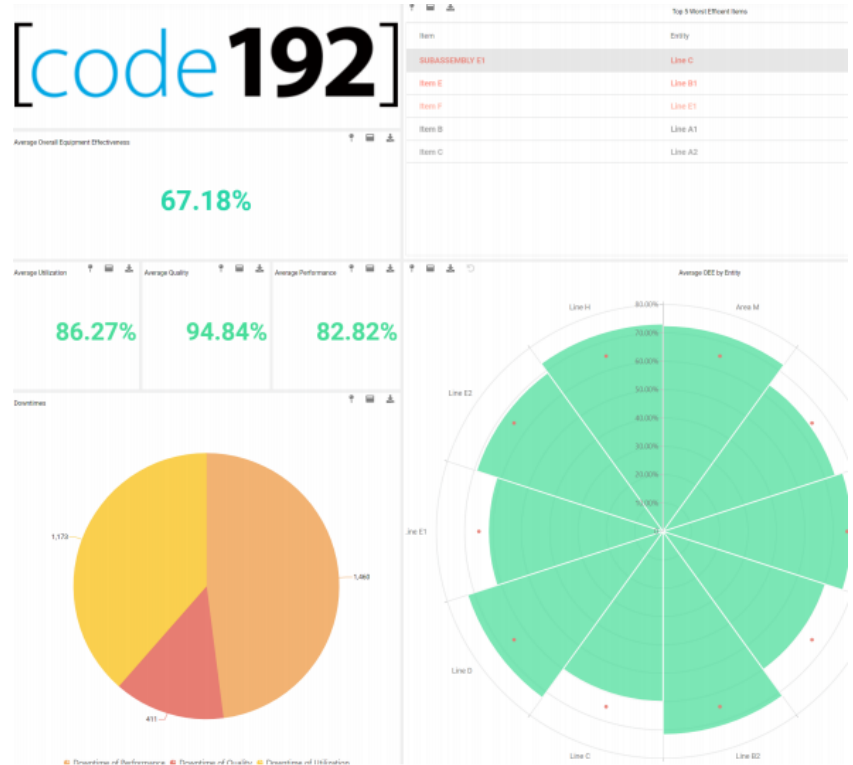 [code192]
Average Overall Equipment Effectiveness
67.18%
Average Utilization
86.27%
Average Quality
94.84%
Average Performance
82.82%
Downtimes
1,173
1,460
411
Downtime of Performance Downtime of Quality Downtime of Utilization
Top 5 Worst Efficent Items
Item Entity
SUBASSEMBLY E1 Line C
Item E Line B1
Item F Line E1
Item B Line A1
Item C Line A2
Average OEE by Entity
80.00%
70.00%
60.00%
50.00%
40.00%
30.00%
20.00%
10.00%
Line H
Area M
Line E2
Line E1
Line D
Line C
Line B2